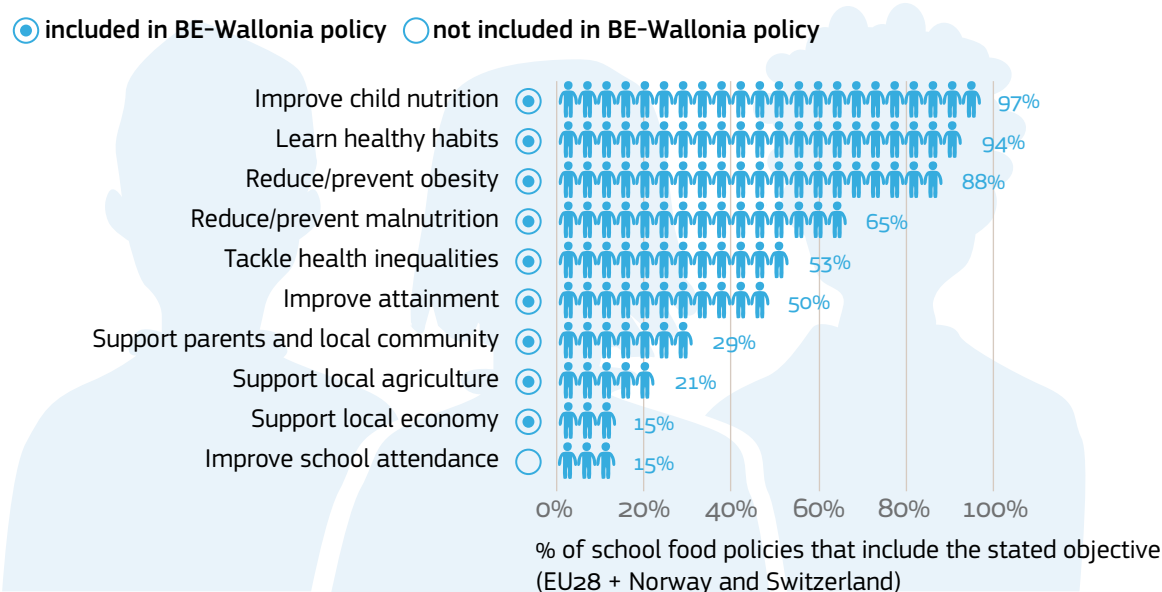 included in BE-Wallonia policy not included in BE-Wallonia policy
Improve child nutrition 97%
Learn healthy habits 94%
Reduce/prevent obesity 88%
Reduce/prevent malnutrition 65%
Tackle health inequalities 53%
Improve attainment 50%
Support parents and local community 29%
Support local agriculture 21%
Support local economy 15%
Improve school attendance 15%
0% 20% 40% 60% 80% 100%
% of school food policies that include the stated objective
(EU28 + Norway and Switzerland)